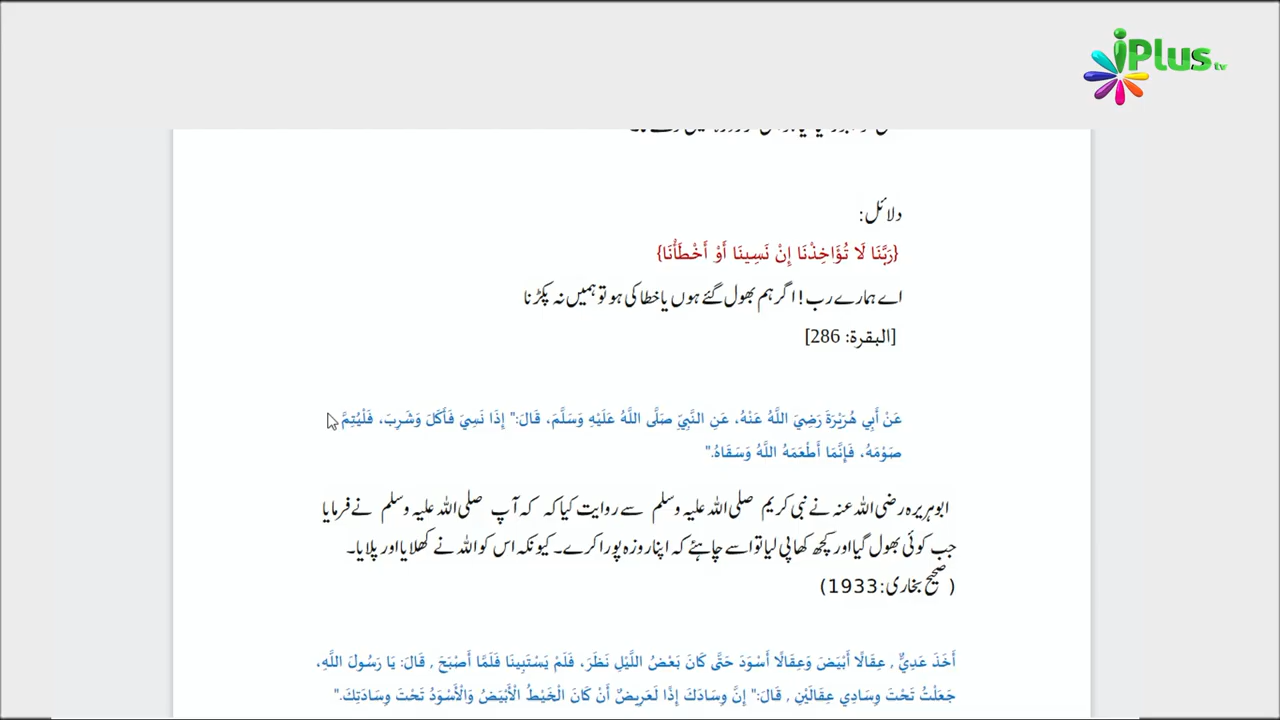 iPlus tv
دلائل:
{رَبَّنَا لَا تُؤَاخِذْنَا إِنْ نَسِينَا أَوْ أَخْطَأْنَا}
اے ہمارے رب! اگر ہم بھول گئے ہوں یا خطا کی ہو تو ہمیں نہ پکڑنا
[البقرة: 286]
عَنْ أَبِي هُرَيْرَةَ رَضِيَ اللَّهُ عَنْهُ، عَنِ النَّبِيِّ صَلَّى اللَّهُ عَلَيْهِ وَسَلَّمَ، قَالَ:" إِذَا نَسِيَ فَأَكَلَ وَشَرِبَ، فَلْيُتِمَّ
صَوْمَهُ، فَإِنَّمَا أَطْعَمَهُ اللَّهُ وَسَقَاهُ."
ابوہریرہ رضی اللہ عنہ نے نبی کریم صلی اللہ علیہ وسلم سے روایت کیا کہ کہ آپ صلی اللہ علیہ وسلم نے فرمایا
جب کوئی بھول گیا اور کچھ کھا پی لیا تو اسے چاہئے کہ اپنا روزہ پورا کرے۔ کیونکہ اس کو اللہ نے کھلایا اور پلایا۔
(صحیح بخاری:1933)
أَخَذَ عَدِيٌّ , عِقَالًا أَبْيَضَ وَعِقَالًا أَسْوَدَ حَتَّى كَانَ بَعْضُ اللَّيْلِ نَظَرَ، فَلَمْ يَسْتَبِينَا فَلَمَّا أَصْبَحَ , قَالَ: يَا رَسُولَ اللَّهِ،
جَعَلْتُ تَحْتَ وِسَادِي عِقَالَيْنِ , قَالَ:" إِنَّ وِسَادَكَ إِذًا لَعَرِيضٌ أَنْ كَانَ الْخَيْطُ الْأَبْيَضُ وَالْأَسْوَدُ تَحْتَ وِسَادَتِكَ."